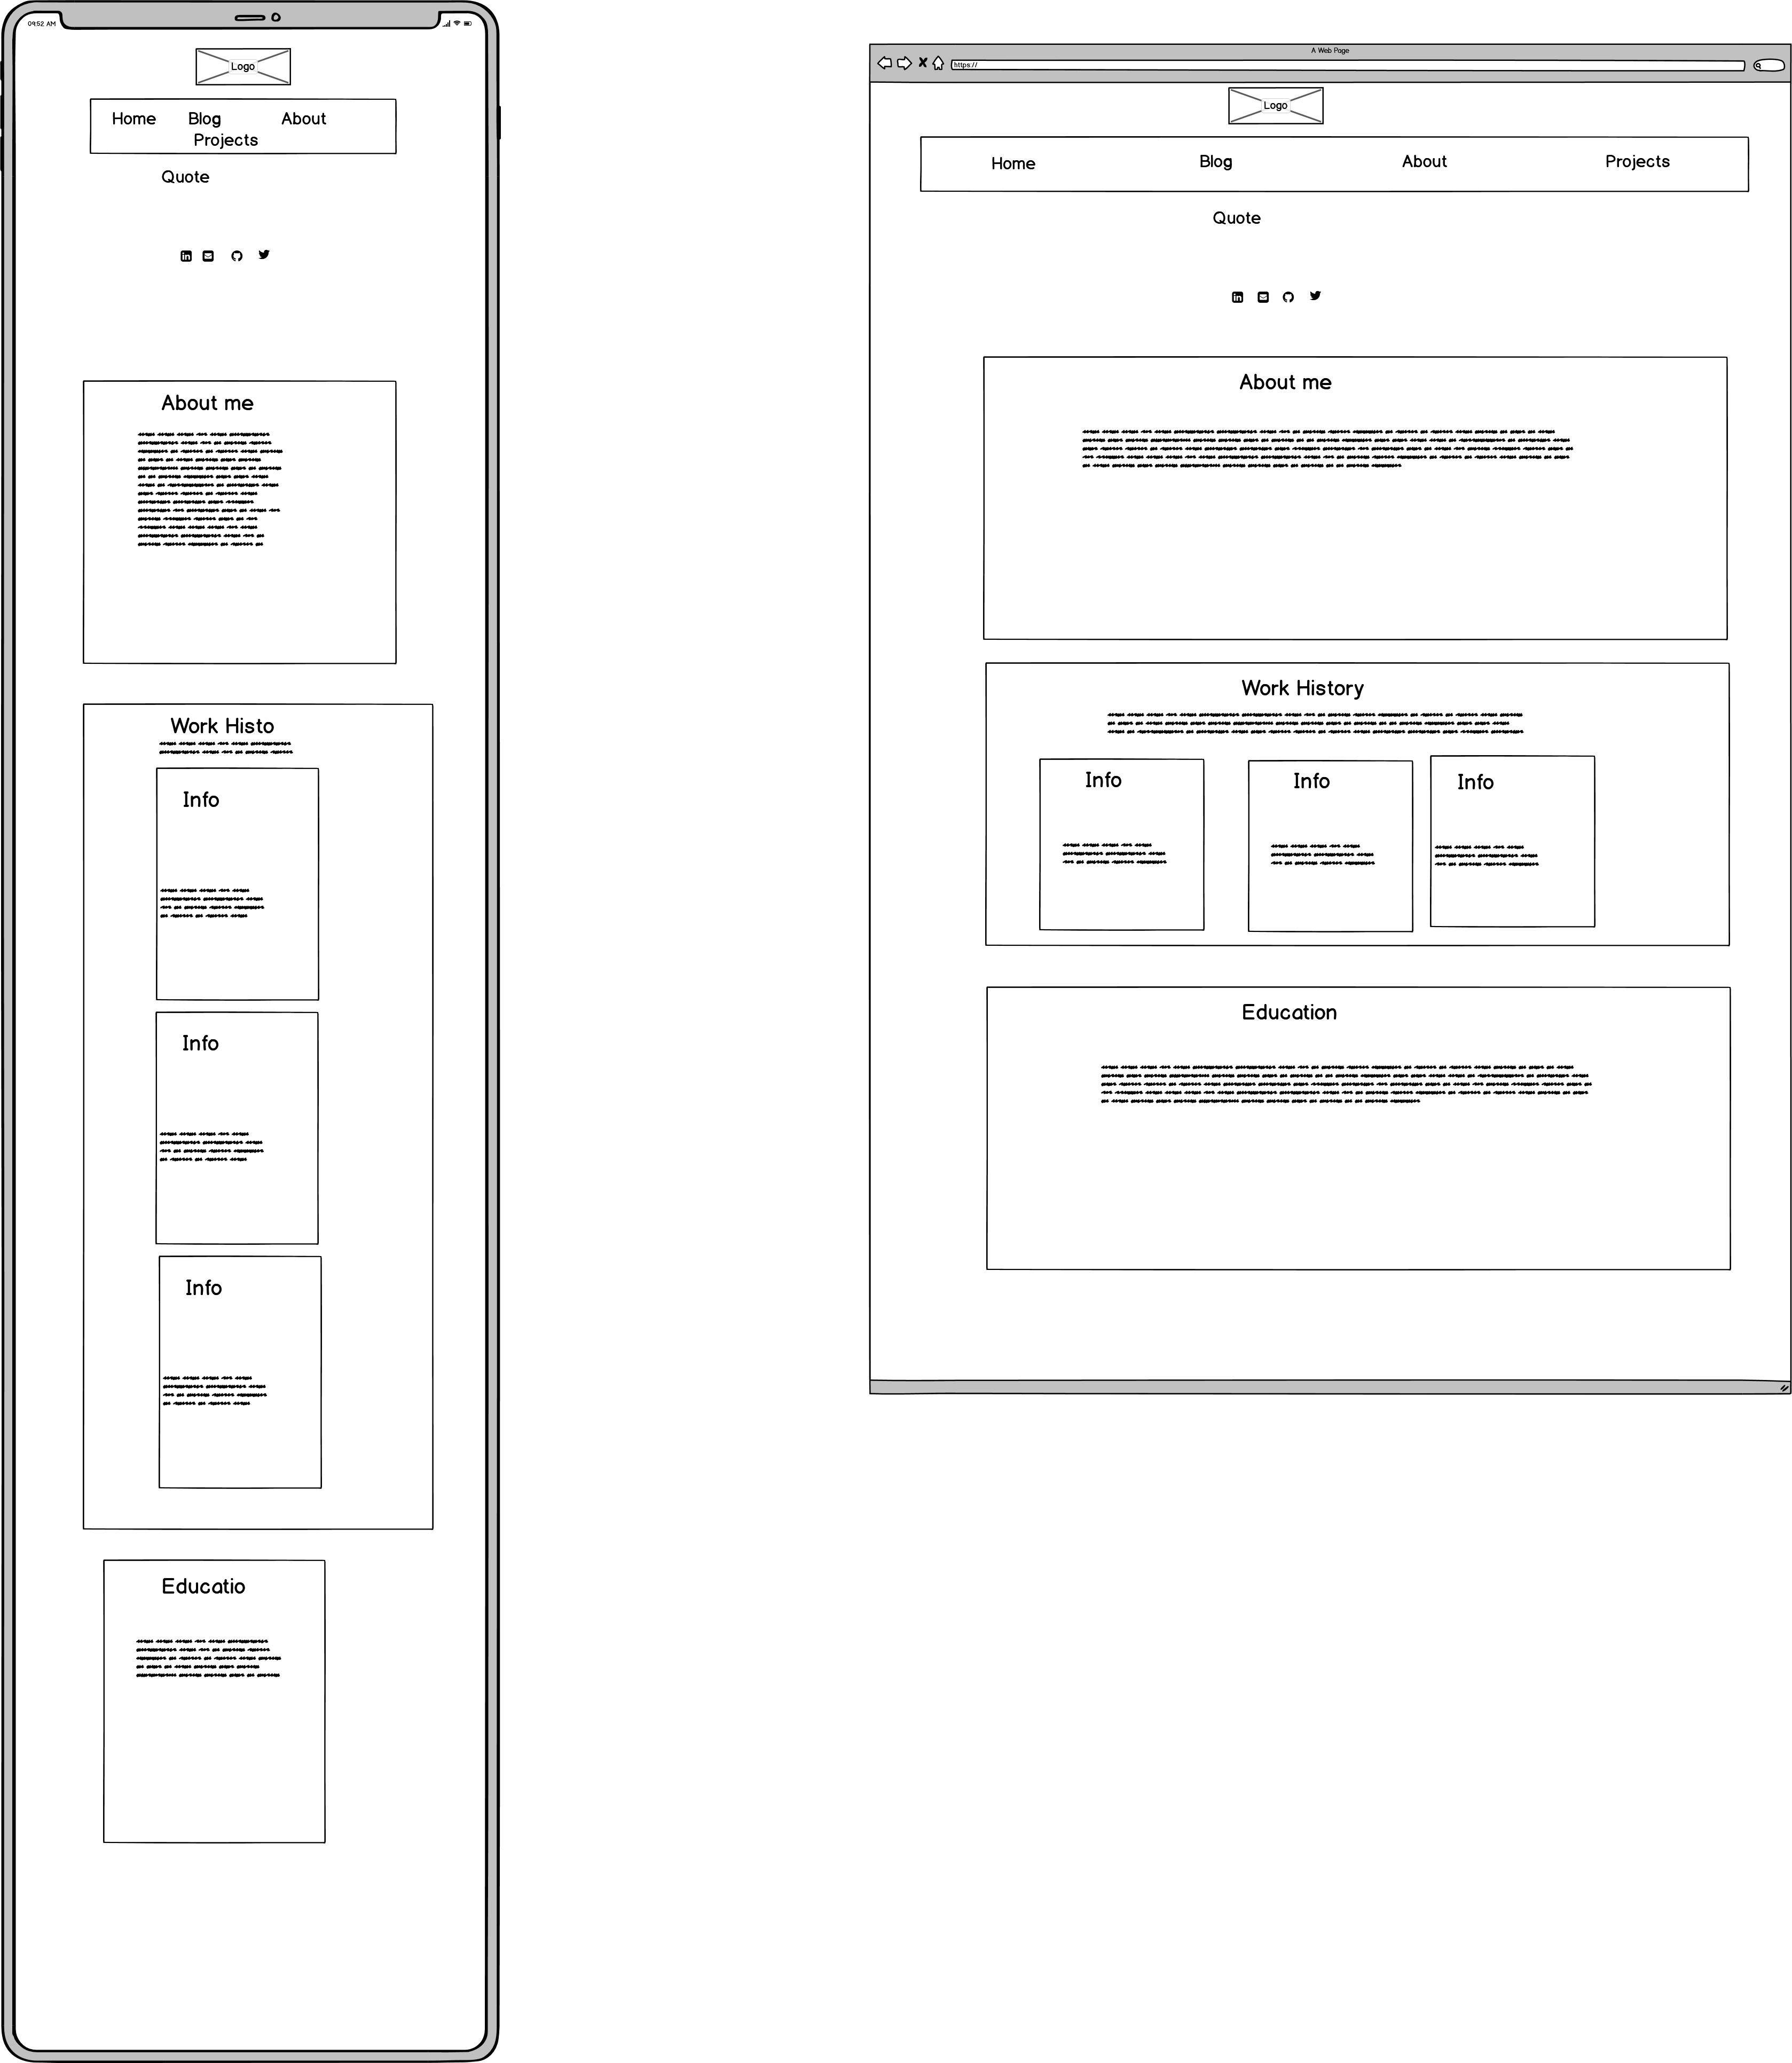 09:52 AM
Logo
Home Blog About
Projects
Quote
About me
Work Histo
Info
Info
Info
Educatio
A Web Page
https://
Logo
Home Blog About Projects
Quote
About me
Work History
Info Info Info
Education